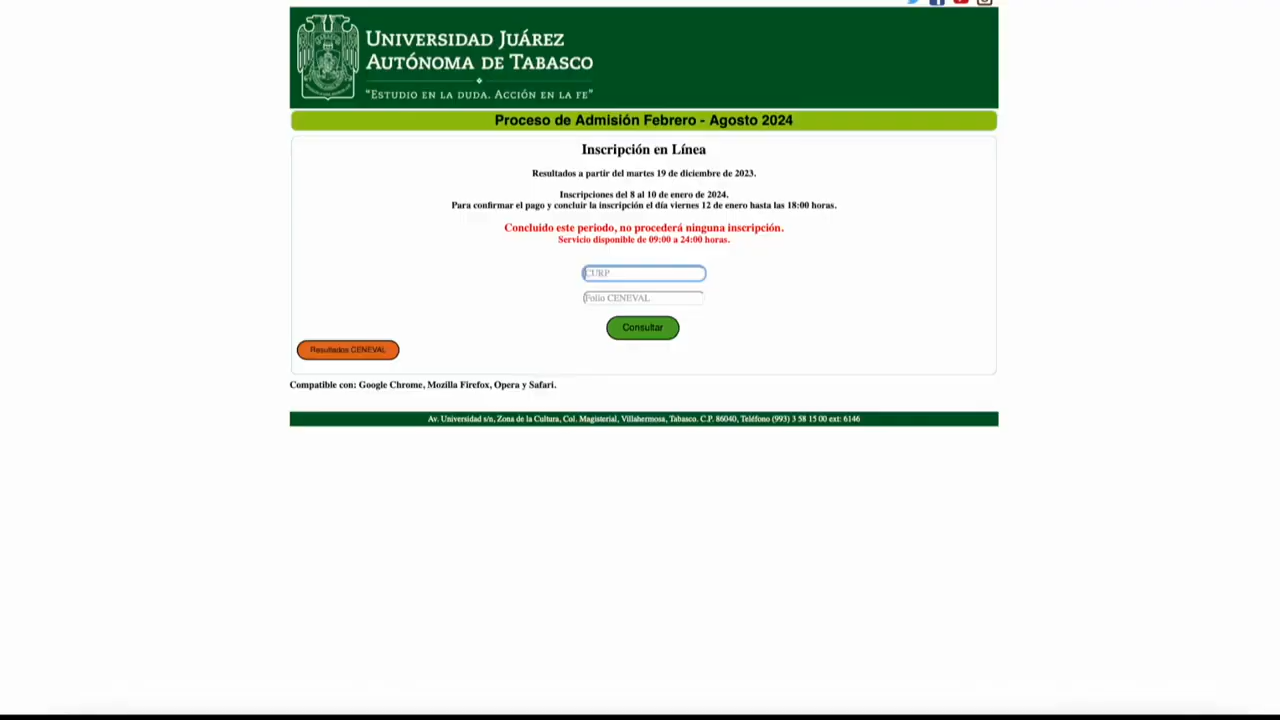 UNIVERSIDAD JUÁREZ
AUTÓNOMA DE TABASCO
"ESTUDIO EN LA DUDA. ACCIÓN EN LA FE"
Proceso de Admisión Febrero - Agosto 2024
Inscripción en Línea
Resultados a partir del martes 19 de diciembre de 2023.
Inscripciones del 8 al 10 de enero de 2024.
Para confirmar el pago y concluir la inscripción el día viernes 12 de enero hasta las 18:00 horas.
Concluido este periodo, no procederá ninguna inscripción.
Servicio disponible de 09:00 a 24:00 horas.
CURP
Folio CENEVAL
Consultar
Resultados CENEVAL
Compatible con: Google Chrome, Mozilla Firefox, Opera y Safari.
Av. Universidad s/n, Zona de la Cultura, Col. Magisterial, Villahermosa, Tabasco. C.P. 86040, Teléfono (993) 3 58 15 00 ext: 6146